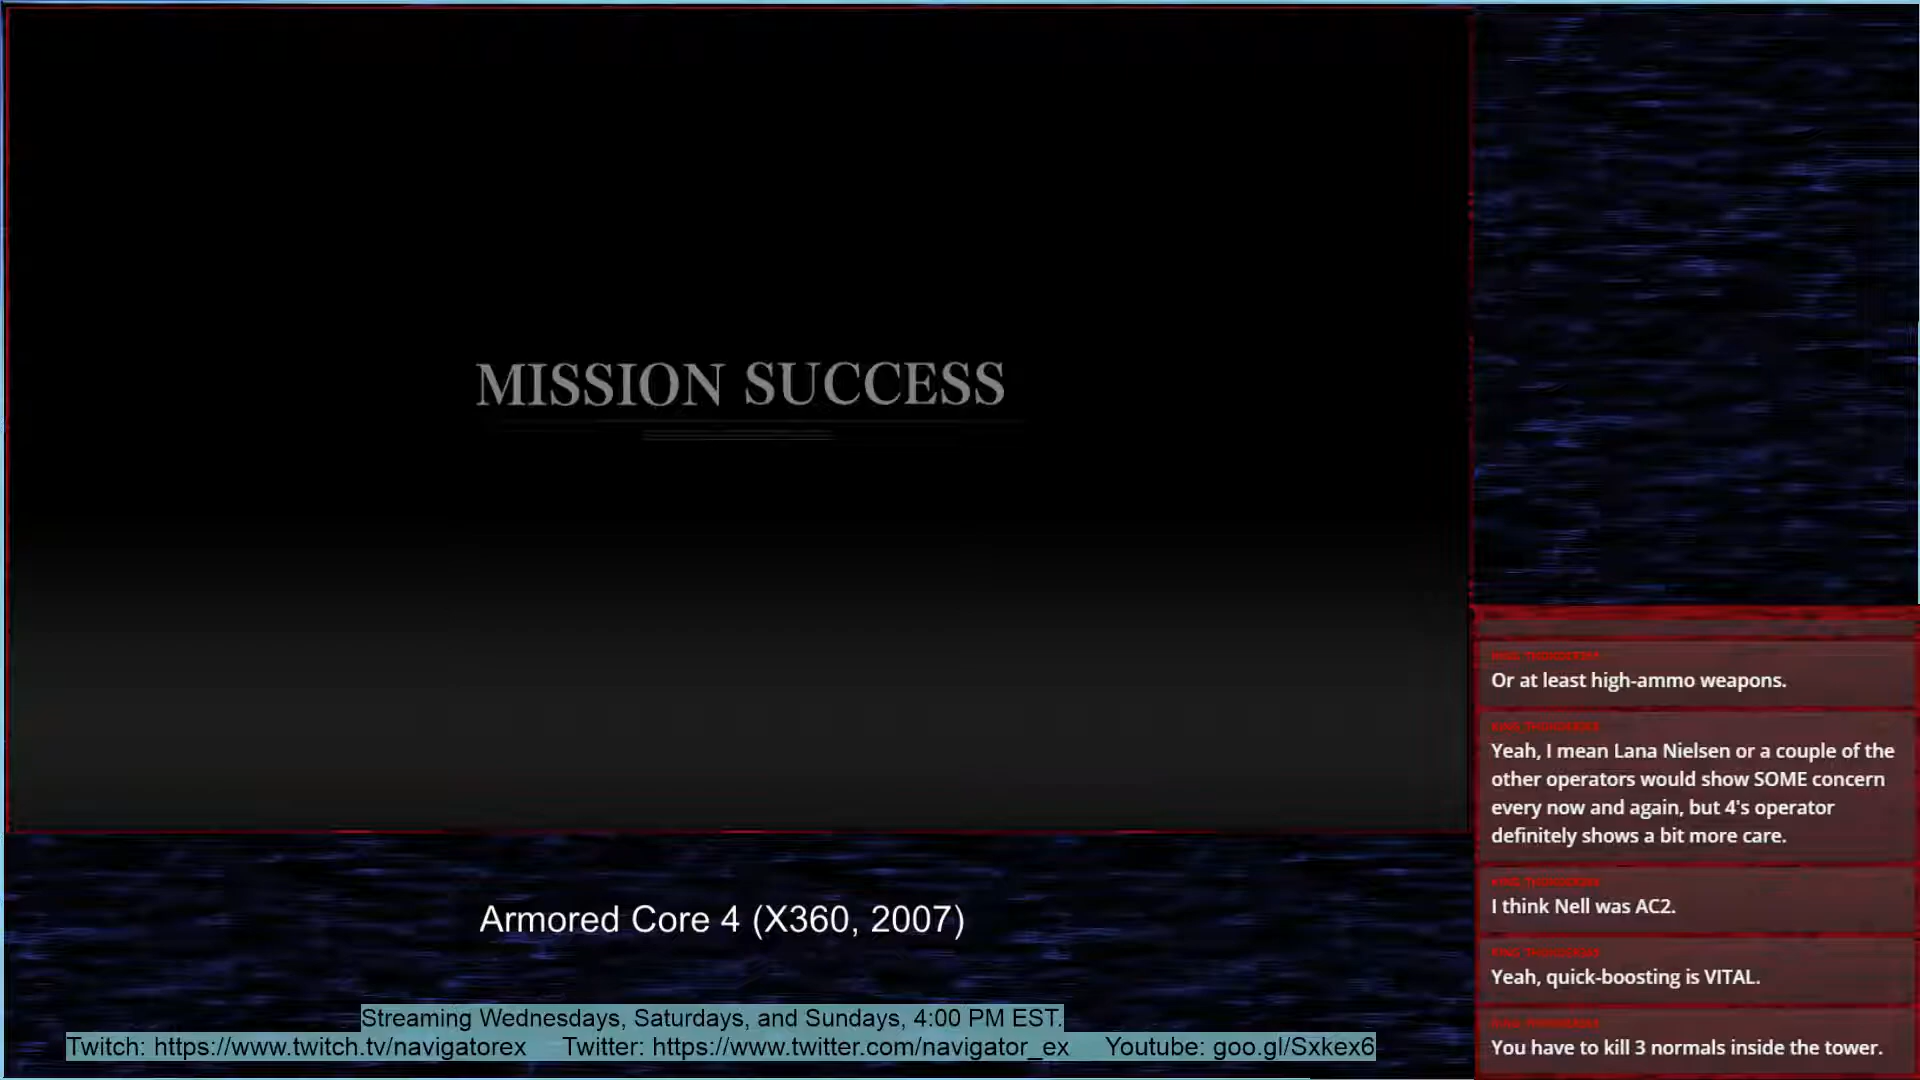 MISSION SUCCESS
Or at least high-ammo weapons.
Yeah, I mean Lana Nielsen or a couple of the
other operators would show SOME concern
every now and again, but 4's operator
definitely shows a bit more care.
I think Nell was AC2.
Yeah, quick-boosting is VITAL.
You have to kill 3 normals inside the tower.
Armored Core 4 (X360, 2007)
Streaming Wednesdays, Saturdays, and Sundays, 4:00 PM EST.
Twitch: https://www.twitch.tv/navigatorex Twitter: https://www.twitter.com/navigator_ex Youtube: goo.gl/Sxkex6